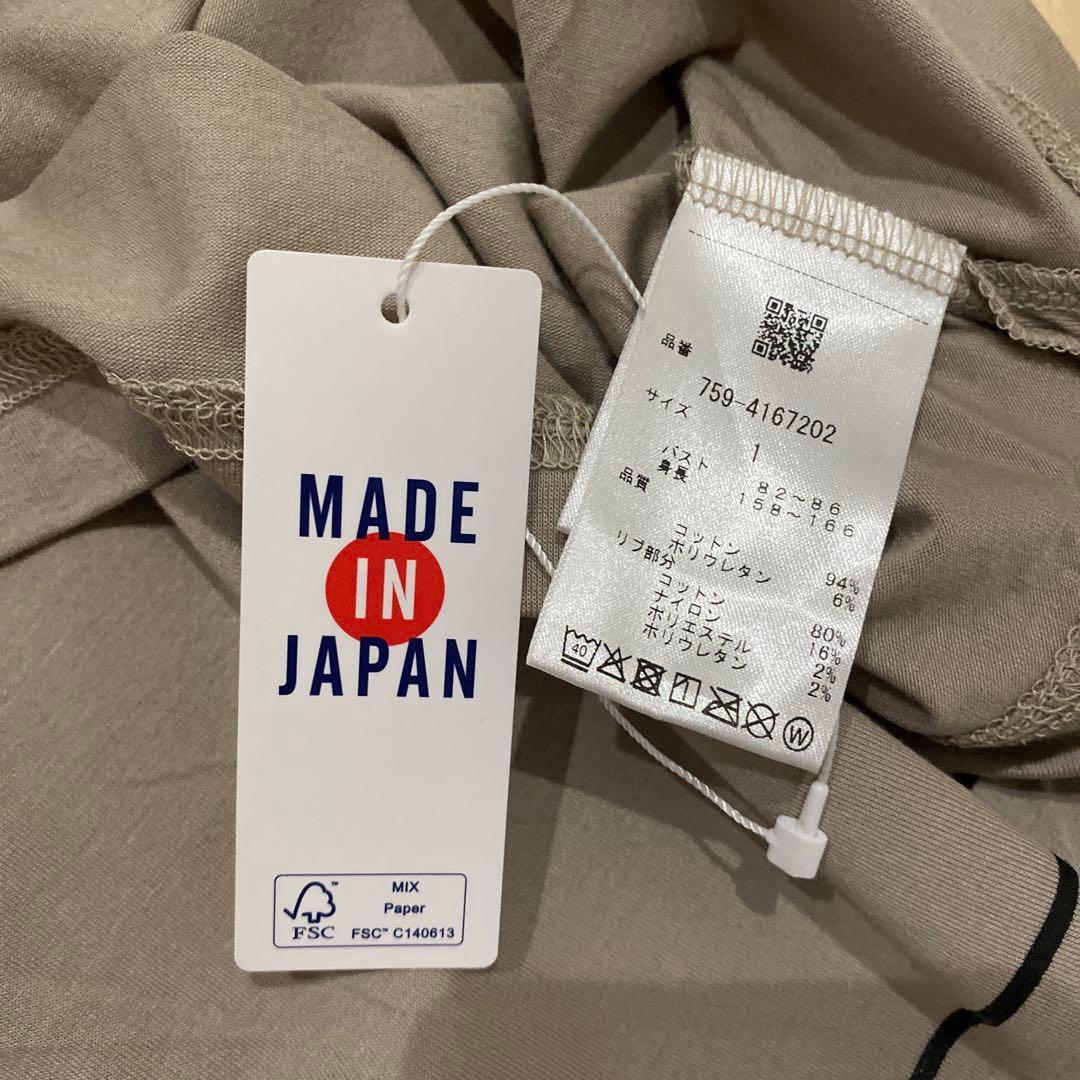 MADE
IN
JAPAN
FSC™
MIX
Paper
FSC™ C140613
品番
759-4167202
サイズ
1
バスト 82～86
身長 158～166
品質
コットン 94%
ポリウレタン 6%
リブ部分
コットン 80%
ナイロン 16%
ポリエステル 2%
ポリウレタン 2%
40
1
W